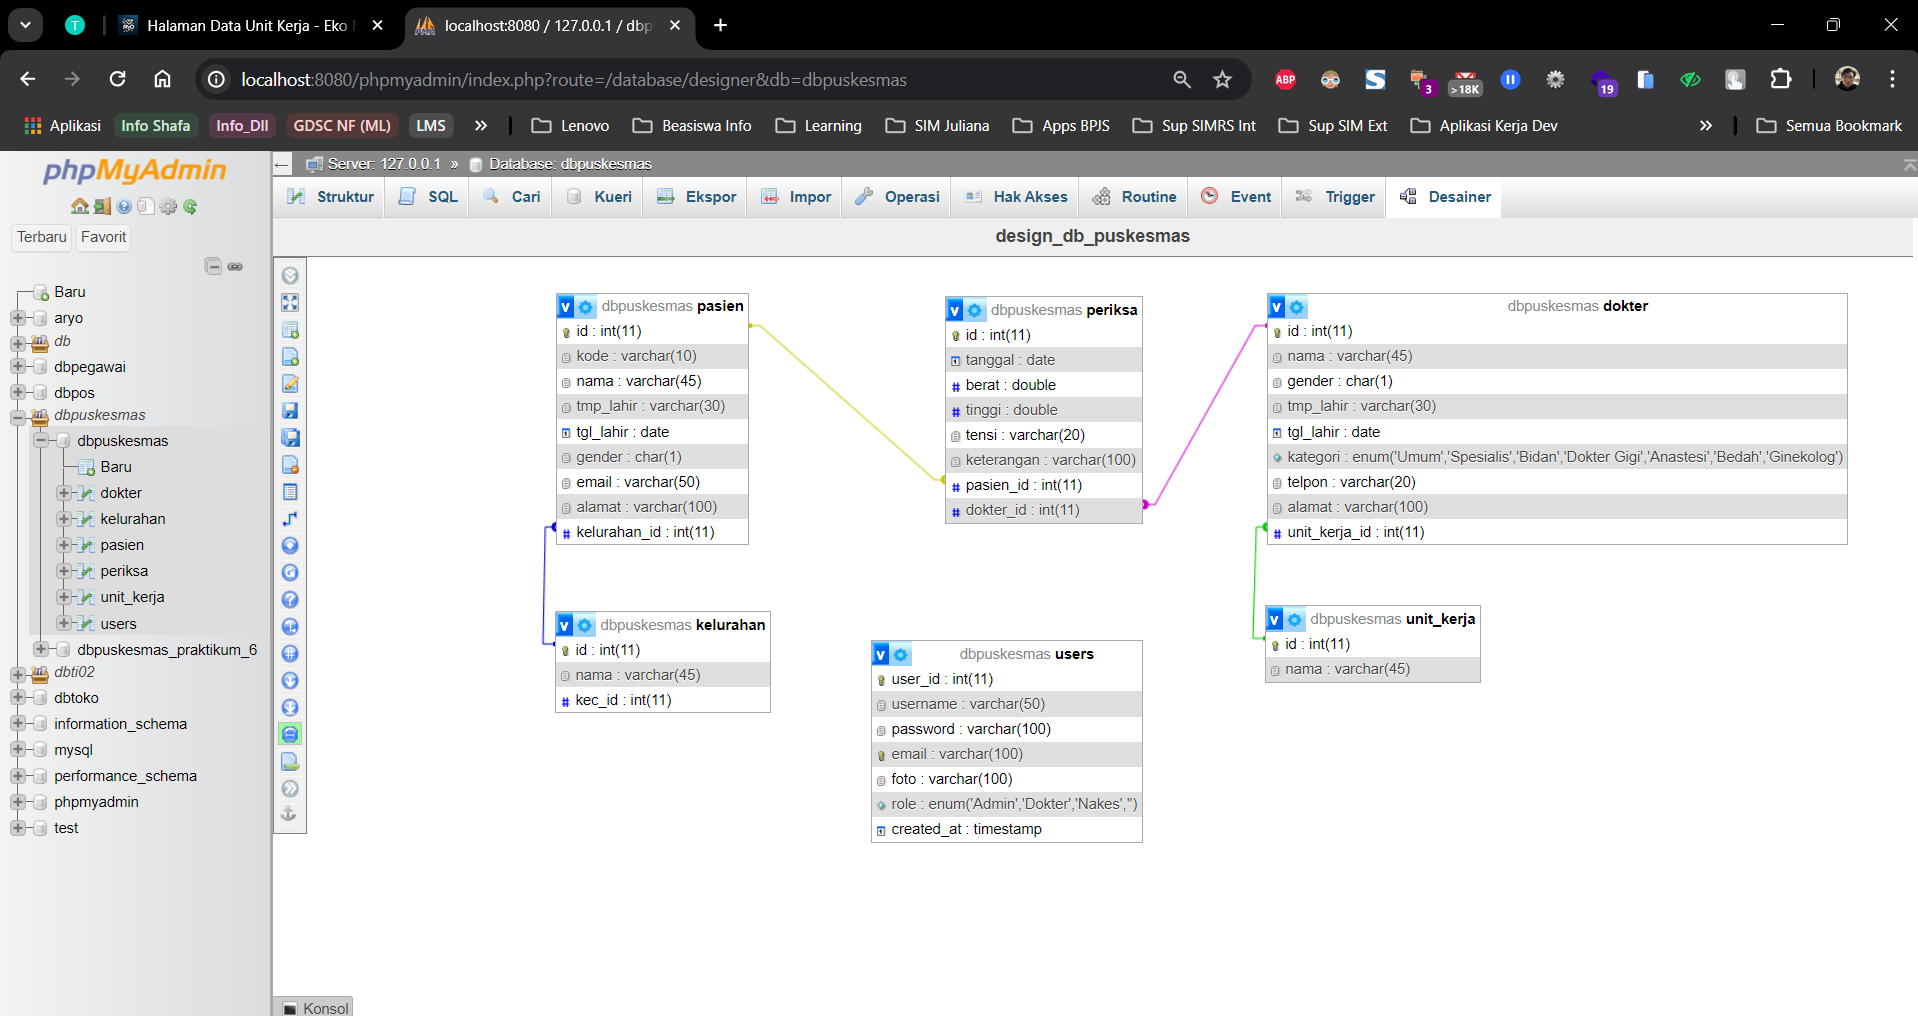 T
Halaman Data Unit Kerja - Eko
localhost:8080 / 127.0.0.1 / dbp
localhost:8080/phpmyadmin/index.php?route=/database/designer&db=dbpuskesmas
ABP
3
>18K
19
Aplikasi
Info Shafa
Info_Dll
GDSC NF (ML)
LMS
Lenovo
Beasiswa Info
Learning
SIM Juliana
Apps BPJS
Sup SIMRS Int
Sup SIM Ext
Aplikasi Kerja Dev
Semua Bookmark
phpMyAdmin
Terbaru
Favorit
Baru
aryo
db
dbpegawai
dbpos
dbpuskesmas
dbpuskesmas
Baru
dokter
kelurahan
pasien
periksa
unit_kerja
users
dbpuskesmas_praktikum_6
dbti02
dbtoko
information_schema
mysql
performance_schema
phpmyadmin
test
Server: 127.0.0.1 » Database: dbpuskesmas
Struktur
SQL
Cari
Kueri
Ekspor
Impor
Operasi
Hak Akses
Routine
Event
Trigger
Desainer
design_db_puskesmas
v dbpuskesmas pasien
id : int(11)
kode : varchar(10)
nama : varchar(45)
tmp_lahir : varchar(30)
tgl_lahir : date
gender : char(1)
email : varchar(50)
alamat : varchar(100)
# kelurahan_id : int(11)
v dbpuskesmas periksa
id : int(11)
tanggal : date
# berat : double
# tinggi : double
tensi : varchar(20)
keterangan : varchar(100)
# pasien_id : int(11)
# dokter_id : int(11)
v dbpuskesmas dokter
id : int(11)
nama : varchar(45)
gender : char(1)
tmp_lahir : varchar(30)
tgl_lahir : date
kategori : enum('Umum','Spesialis','Bidan','Dokter Gigi','Anastesi','Bedah','Ginekolog')
telpon : varchar(20)
alamat : varchar(100)
# unit_kerja_id : int(11)
v dbpuskesmas kelurahan
id : int(11)
nama : varchar(45)
# kec_id : int(11)
v dbpuskesmas users
user_id : int(11)
username : varchar(50)
password : varchar(100)
email : varchar(100)
foto : varchar(100)
role : enum('Admin','Dokter','Nakes','')
created_at : timestamp
v dbpuskesmas unit_kerja
id : int(11)
nama : varchar(45)
Konsol